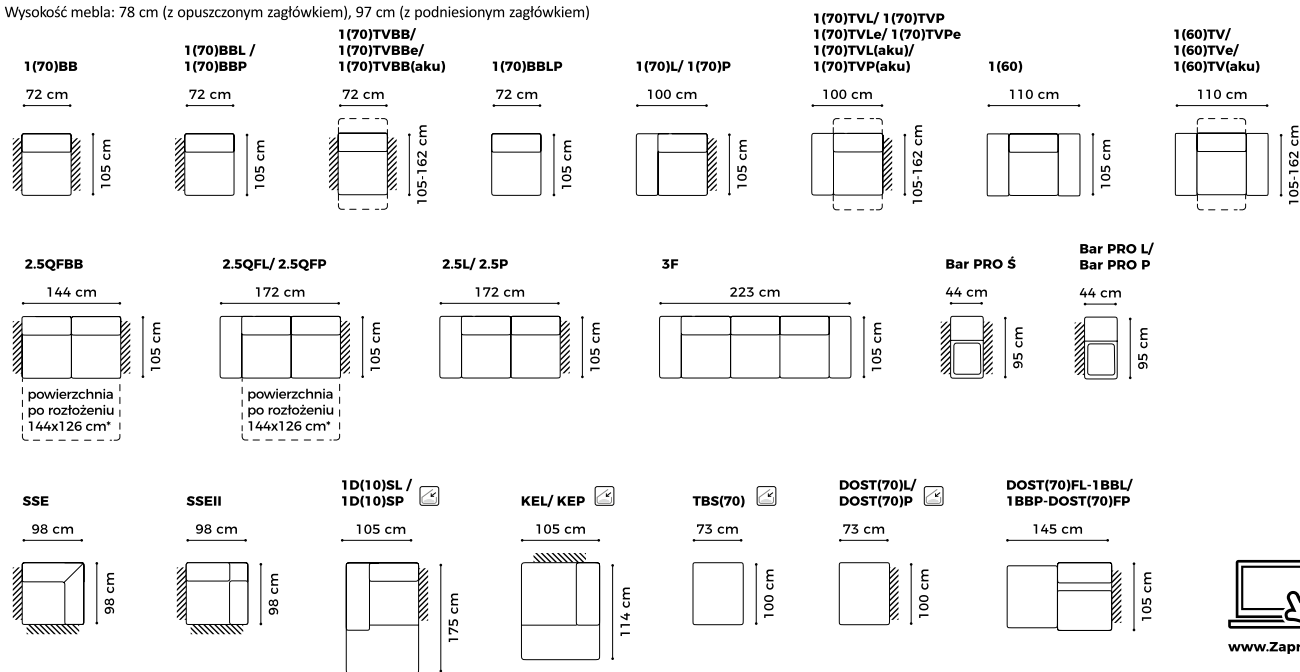 Wysokość mebla: 78 cm (z opuszczonym zagłówkiem), 97 cm (z podniesionym zagłówkiem)
1(70)BB
72 cm
105 cm
1(70)BBL /
1(70)BBP
72 cm
105 cm
1(70)TVBB/
1(70)TVBBe/
1(70)TVBB(aku)
72 cm
105-162 cm
1(70)BBLP
72 cm
105 cm
1(70)L/ 1(70)P
100 cm
105 cm
1(70)TVL/ 1(70)TVP
1(70)TVLe/ 1(70)TVPe
1(70)TVL(aku)/
1(70)TVP(aku)
100 cm
105-162 cm
1(60)
110 cm
105 cm
1(60)TV/
1(60)TVe/
1(60)TV(aku)
110 cm
105-162 cm
2.5QFBB
144 cm
105 cm
powierzchnia
po rozłożeniu
144x126 cm*
2.5QFL/ 2.5QFP
172 cm
105 cm
powierzchnia
po rozłożeniu
144x126 cm*
2.5L/ 2.5P
172 cm
105 cm
3F
223 cm
105 cm
Bar PRO Ś
44 cm
95 cm
Bar PRO L/
Bar PRO P
44 cm
95 cm
SSE
98 cm
98 cm
SSEII
98 cm
98 cm
1D(10)SL /
1D(10)SP
105 cm
175 cm
KEL/ KEP
105 cm
114 cm
TBS(70)
73 cm
100 cm
DOST(70)L/
DOST(70)P
73 cm
100 cm
DOST(70)FL-1BBL/
1BBP-DOST(70)FP
145 cm
105 cm
www.Zapr